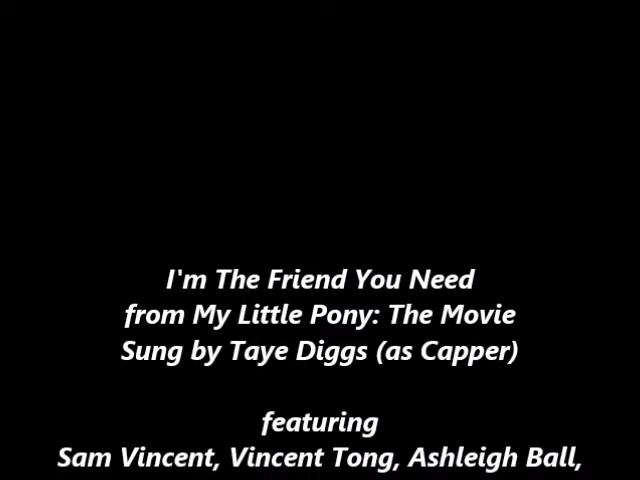 I'm The Friend You Need
from My Little Pony: The Movie
Sung by Taye Diggs (as Capper)
featuring
Sam Vincent, Vincent Tong, Ashleigh Ball,